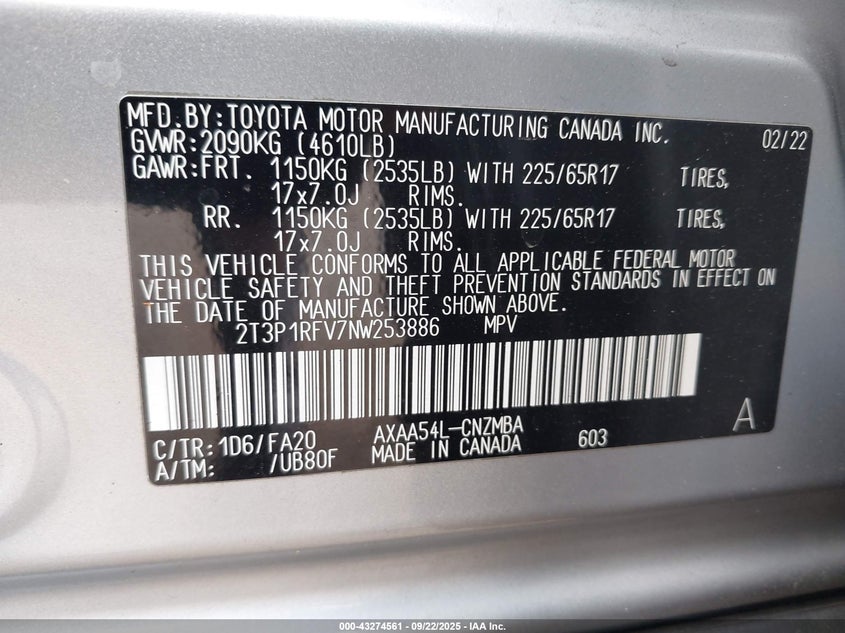 MFD.BY:TOYOTA MOTOR MANUFACTURING CANADA INC. 02/22
GVWR:2090KG (4610LB)
GAWR:FRT. 1150KG (2535LB) WITH 225/65R17 TIRES,
17x7.0J RIMS.
RR. 1150KG (2535LB) WITH 225/65R17 TIRES,
17x7.0J RIMS.
THIS VEHICLE CONFORMS TO ALL APPLICABLE FEDERAL MOTOR
VEHICLE SAFETY AND THEFT PREVENTION STANDARDS IN EFFECT ON
THE DATE OF MANUFACTURE SHOWN ABOVE.
2T3P1RFV7NW253886 MPV
A
C/TR:1D6/FA20 AXAA54L-CNZMBA 603
A/TM: /UB80F MADE IN CANADA
000-43274561 - 09/22/2025 - IAA Inc.